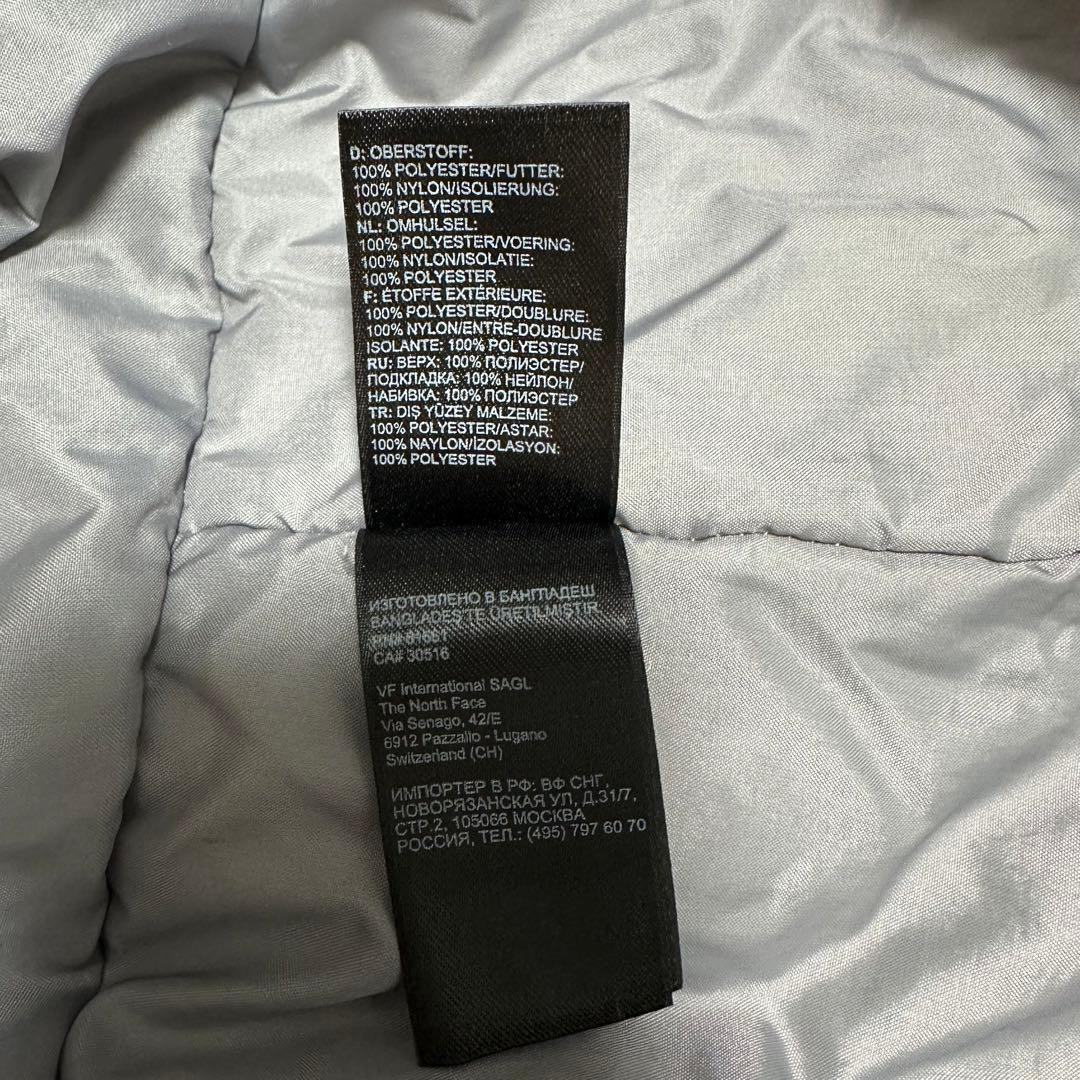 D: OBERSTOFF:
100% POLYESTER/FUTTER:
100% NYLON/ISOLIERUNG:
100% POLYESTER
NL: OMHULSEL:
100% POLYESTER/VOERING:
100% NYLON/ISOLATIE:
100% POLYESTER
F: ÉTOFFE EXTÉRIEURE:
100% POLYESTER/DOUBLURE:
100% NYLON/ENTRE-DOUBLURE
ISOLANTE: 100% POLYESTER
RU: ВЕРХ: 100% ПОЛИЭСТЕР/
ПОДКЛАДКА: 100% НЕЙЛОН/
НАБИВКА: 100% ПОЛИЭСТЕР
TR: DIŞ YÜZEY MALZEME:
100% POLYESTER/ASTAR:
100% NAYLON/İZOLASYON:
100% POLYESTER
ИЗГОТОВЛЕНО В БАНГЛАДЕШ
BANGLADEŞ'TE ÜRETİLMİŞTİR
RN# 61661
CA# 30516
VF International SAGL
The North Face
Via Senago, 42/E
6912 Pazzallo - Lugano
Switzerland (CH)
ИМПОРТЕР В РФ: ВФ СНГ,
НОВОРЯЗАНСКАЯ УЛ, Д.31/7,
СТР.2, 105066 МОСКВА
РОССИЯ, ТЕЛ.: (495) 797 60 70